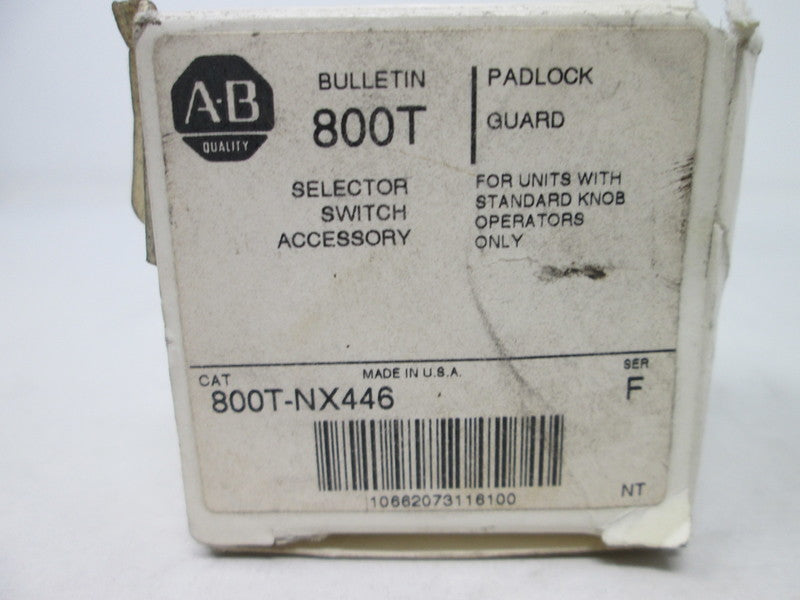 A-B
QUALITY
BULLETIN
800T
PADLOCK
GUARD
SELECTOR
SWITCH
ACCESSORY
FOR UNITS WITH
STANDARD KNOB
OPERATORS
ONLY
CAT
MADE IN U.S.A.
SER
800T-NX446
F
10662073116100
NT